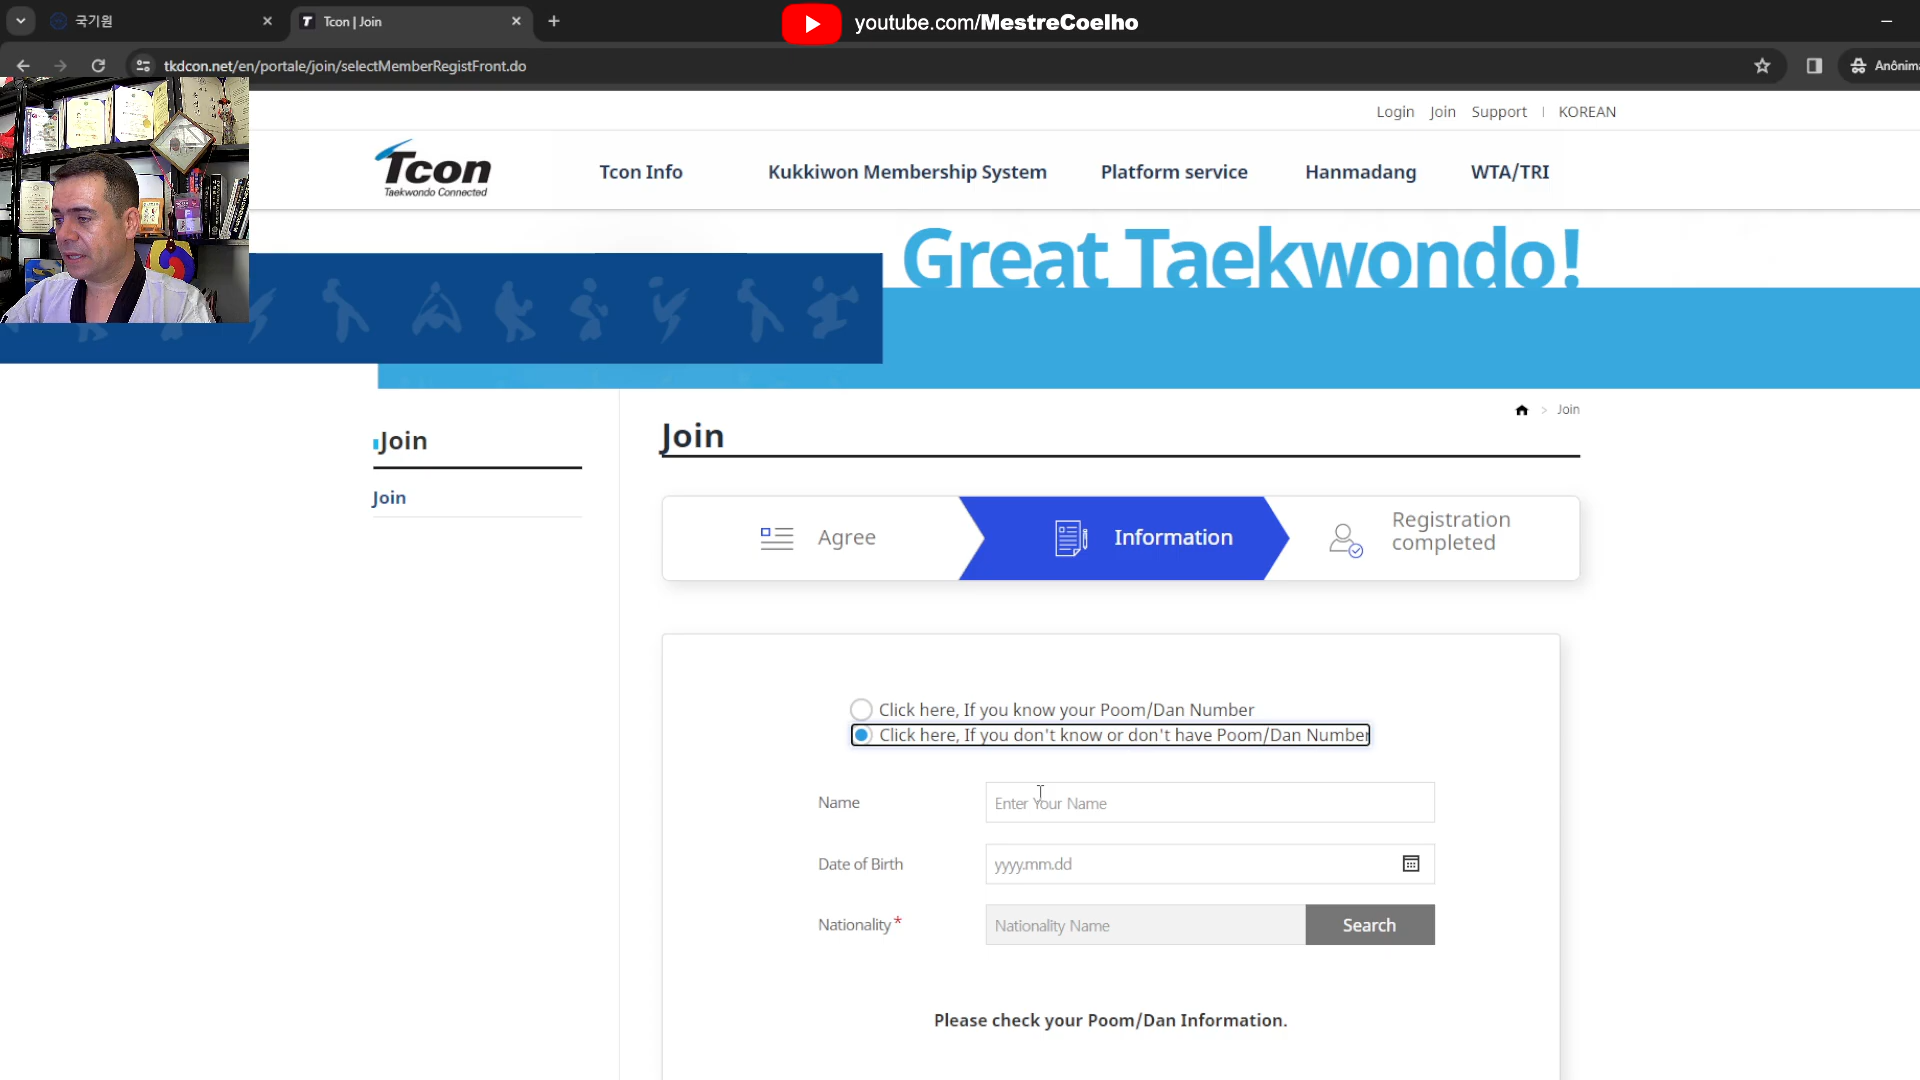 국기원
Tcon | Join
youtube.com/MestreCoelho
tkdcon.net/en/portale/join/selectMemberRegistFront.do
Anônima
Login Join Support | KOREAN
Tcon
Taekwondo Connected
Tcon Info Kukkiwon Membership System Platform service Hanmadang WTA/TRI
Great Taekwondo!
> Join
Join
Join
Join
Agree
Information
Registration
completed
Click here, If you know your Poom/Dan Number
Click here, If you don't know or don't have Poom/Dan Number
Name
Enter Your Name
Date of Birth
yyyy.mm.dd
Nationality*
Nationality Name
Search
Please check your Poom/Dan Information.